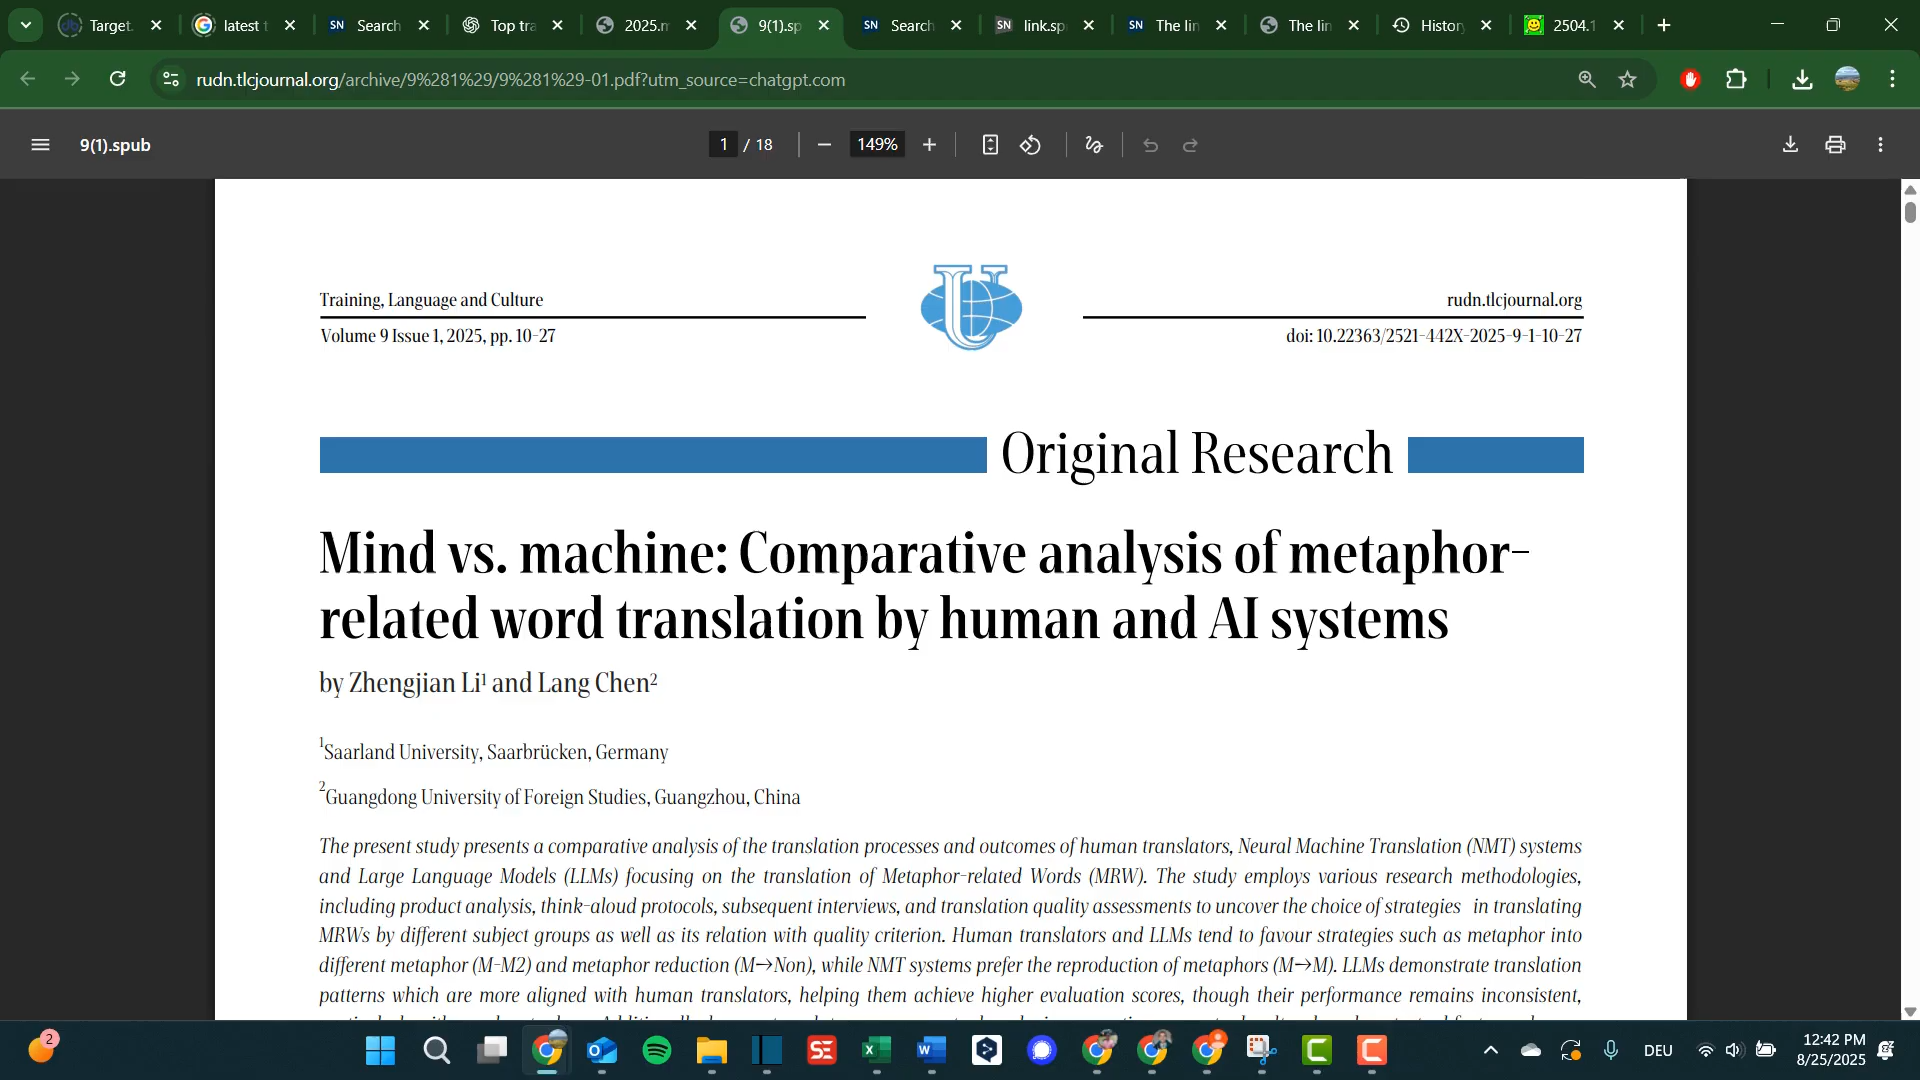 Target.
latest t
SN Search
Top tra
2025.m
9(1).sp
SN Search
SN link.sp
SN The lin
The lin
History
2504.1
rudn.tlcjournal.org/archive/9%281%29/9%281%29-01.pdf?utm_source=chatgpt.com
9(1).spub
1 / 18
149%
Training, Language and Culture
rudn.tlcjournal.org
Volume 9 Issue 1, 2025, pp. 10-27
doi: 10.22363/2521-442X-2025-9-1-10-27
Original Research
Mind vs. machine: Comparative analysis of metaphor-
related word translation by human and AI systems
by Zhengjian Li¹ and Lang Chen²
¹Saarland University, Saarbrücken, Germany
²Guangdong University of Foreign Studies, Guangzhou, China
The present study presents a comparative analysis of the translation processes and outcomes of human translators, Neural Machine Translation (NMT) systems
and Large Language Models (LLMs) focusing on the translation of Metaphor-related Words (MRW). The study employs various research methodologies,
including product analysis, think-aloud protocols, subsequent interviews, and translation quality assessments to uncover the choice of strategies in translating
MRWs by different subject groups as well as its relation with quality criterion. Human translators and LLMs tend to favour strategies such as metaphor into
different metaphor (M-M2) and metaphor reduction (M→Non), while NMT systems prefer the reproduction of metaphors (M→M). LLMs demonstrate translation
patterns which are more aligned with human translators, helping them achieve higher evaluation scores, though their performance remains inconsistent,
2
SE
DEU
12:42 PM
8/25/2025